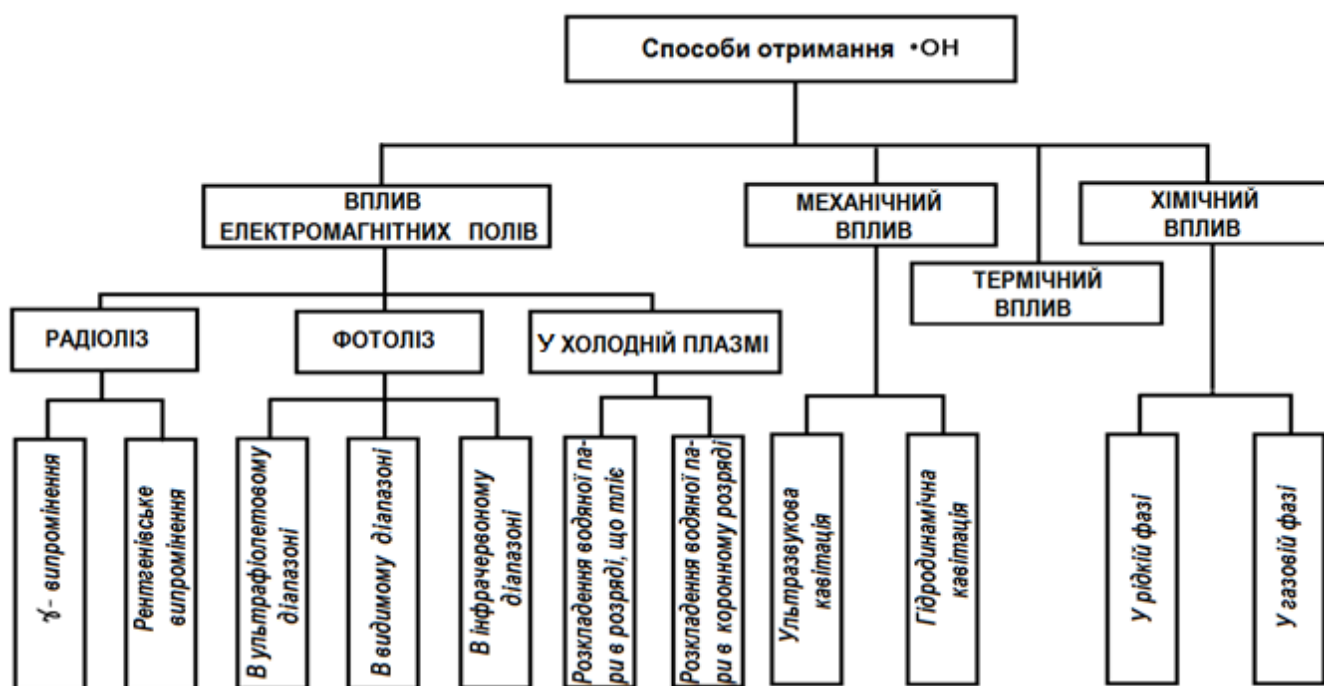 Способи отримання •ОН
ВПЛИВ
ЕЛЕКТРОМАГНІТНИХ ПОЛІВ
МЕХАНІЧНИЙ
ВПЛИВ
ТЕРМІЧНИЙ
ВПЛИВ
ХІМІЧНИЙ
ВПЛИВ
РАДІОЛІЗ
ФОТОЛІЗ
У ХОЛОДНІЙ ПЛАЗМІ
γ- випромінення
Рентгенівське
випромінення
В ультрафіолетовому
діапазоні
В видимому діапазоні
В інфрачервоному
діапазоні
Розкладення водяної па-
ри в розряді, що тліє
Розкладення водяної па-
ри в коронному розряді
Ультразвукова
кавітація
Гідродинамічна
кавітація
У рідкій фазі
У газовій фазі